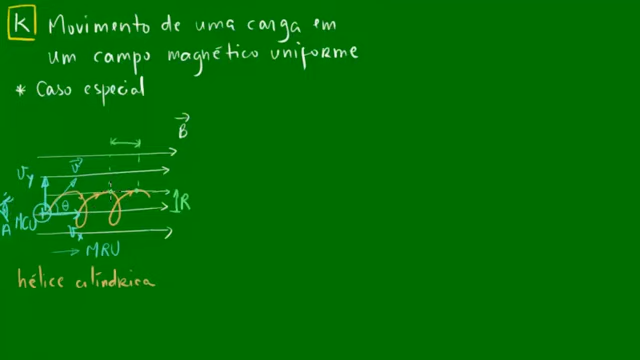 K Movimento de uma carga em
um campo magnético uniforme
* Caso especial
B
Vy V
R
MCU θ
A Vx
MRU
hélice cilíndrica